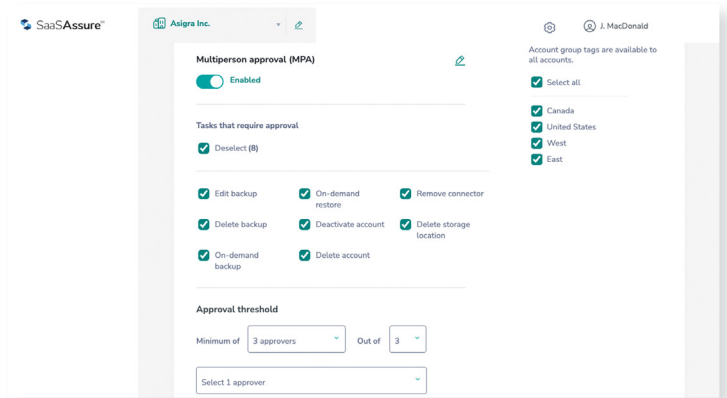 SaaSAssure™
Asigra Inc.
J. MacDonald
Multiperson approval (MPA)
Enabled
Tasks that require approval
Deselect (8)
Edit backup
On-demand
restore
Remove connector
Delete backup
Deactivate account
Delete storage
location
On-demand
backup
Delete account
Approval threshold
Minimum of
3 approvers
Out of
3
Select 1 approver
Account group tags are available to
all accounts.
Select all
Canada
United States
West
East